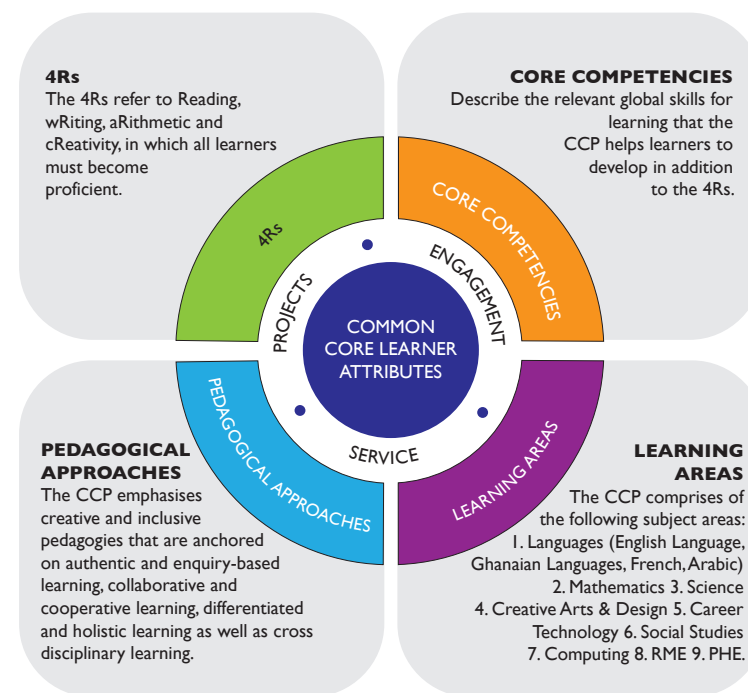 4Rs
The 4Rs refer to Reading,
wRiting, aRithmetic and
cReativity, in which all learners
must become
proficient.
CORE COMPETENCIES
Describe the relevant global skills for
learning that the
CCP helps learners to
develop in addition
to the 4Rs.
4Rs
CORE COMPETENCIES
PROJECTS
ENGAGEMENT
COMMON
CORE LEARNER
ATTRIBUTES
SERVICE
PEDAGOGICAL APPROACHES
LEARNING AREAS
PEDAGOGICAL
APPROACHES
The CCP emphasises
creative and inclusive
pedagogies that are anchored
on authentic and enquiry-based
learning, collaborative and
cooperative learning, differentiated
and holistic learning as well as cross
disciplinary learning.
LEARNING
AREAS
The CCP comprises of
the following subject areas:
1. Languages (English Language,
Ghanaian Languages, French, Arabic)
2. Mathematics 3. Science
4. Creative Arts & Design 5. Career
Technology 6. Social Studies
7. Computing 8. RME 9. PHE.